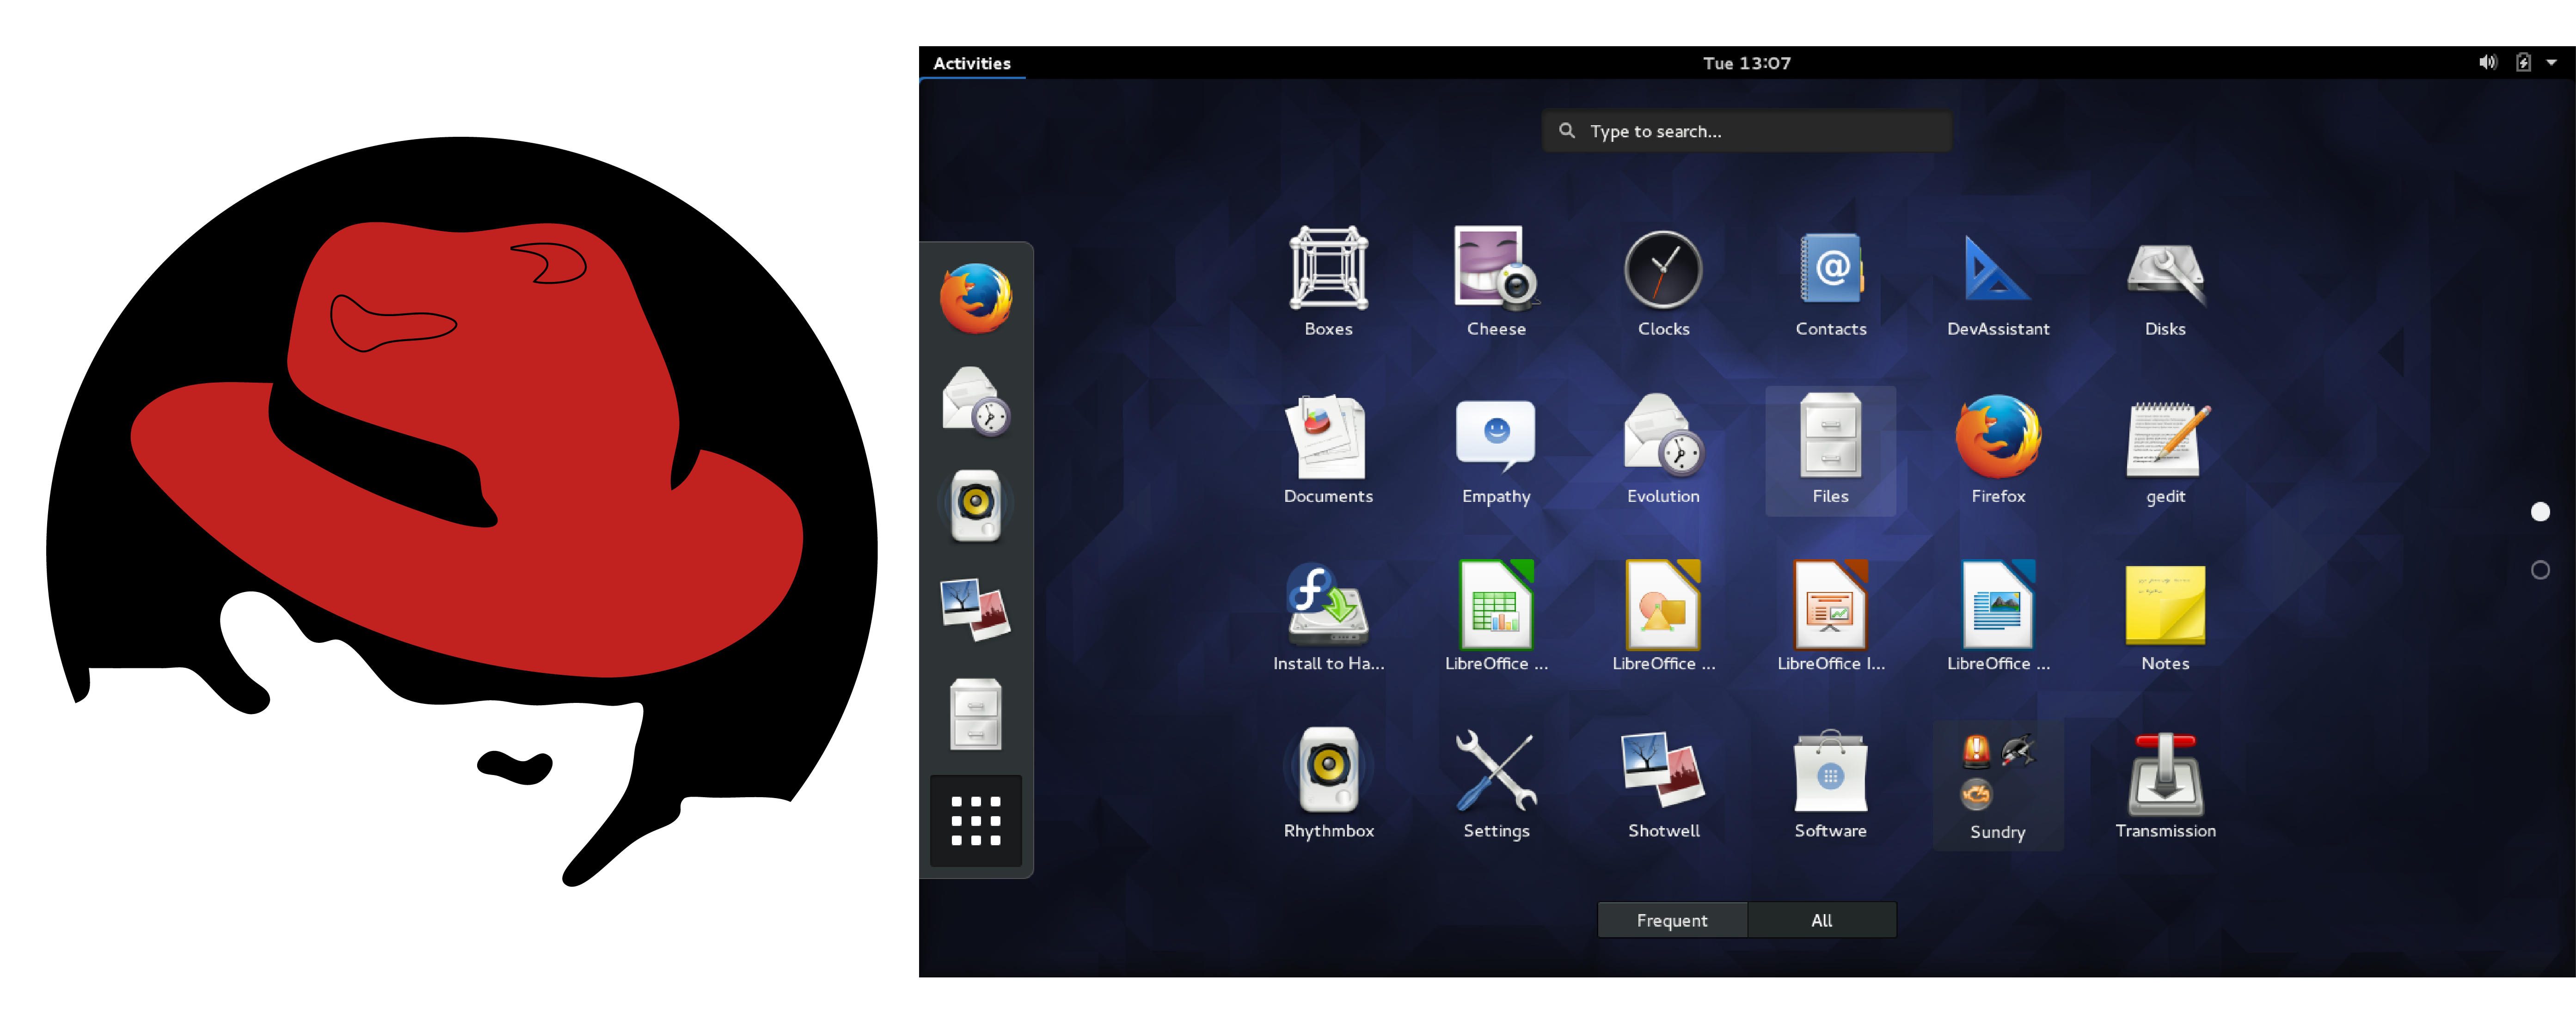 Activities
Tue 13:07
Type to search...
Boxes
Cheese
Clocks
Contacts
DevAssistant
Disks
Documents
Empathy
Evolution
Files
Firefox
gedit
Install to Ha...
LibreOffice ...
LibreOffice ...
LibreOffice I...
LibreOffice ...
Notes
Rhythmbox
Settings
Shotwell
Software
Sundry
Transmission
Frequent
All